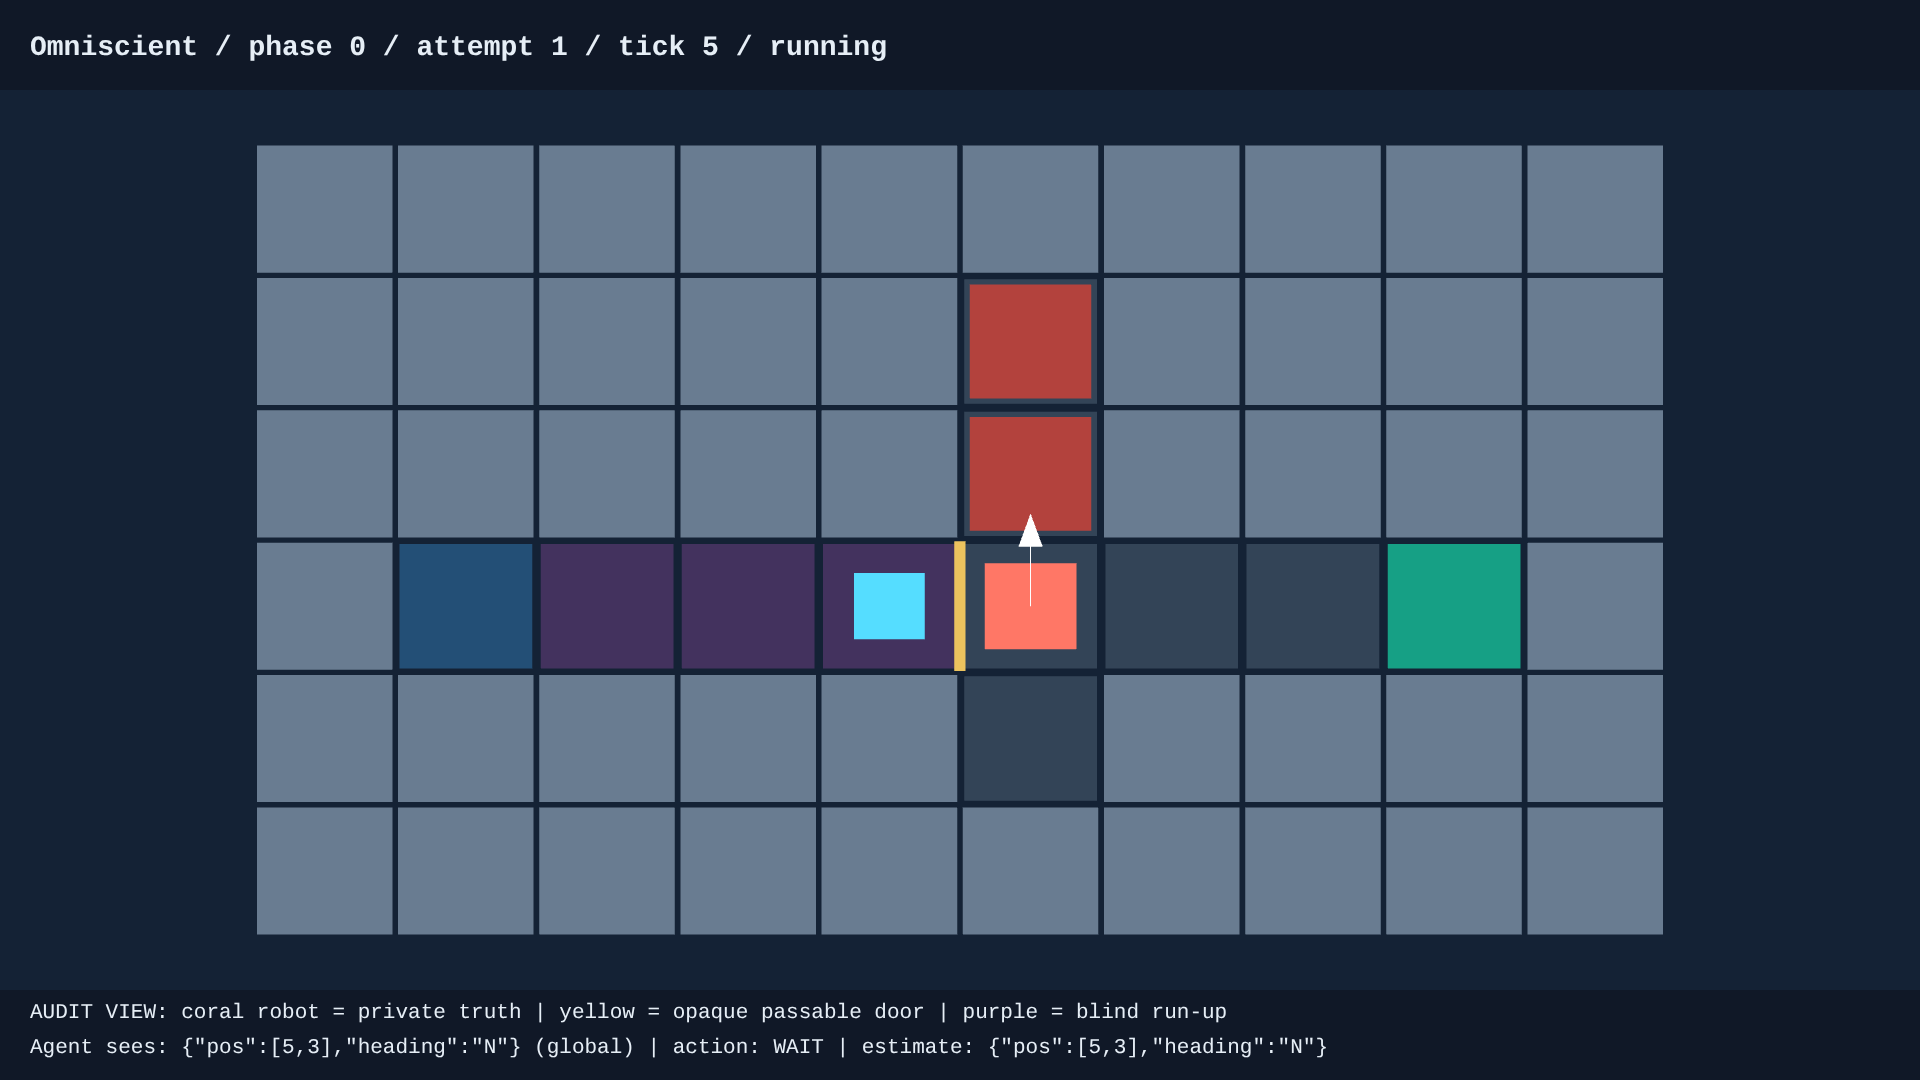 Omniscient / phase 0 / attempt 1 / tick 5 / running
AUDIT VIEW: coral robot = private truth | yellow = opaque passable door | purple = blind run-up
Agent sees: {"pos":[5,3],"heading":"N"} (global) | action: WAIT | estimate: {"pos":[5,3],"heading":"N"}